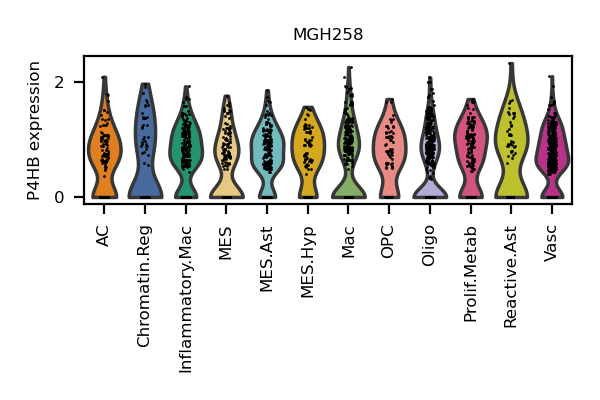 MGH258
P4HB expression
2
0
AC
Chromatin.Reg
Inflammatory.Mac
MES
MES.Ast
MES.Hyp
Mac
OPC
Oligo
Prolif.Metab
Reactive.Ast
Vasc